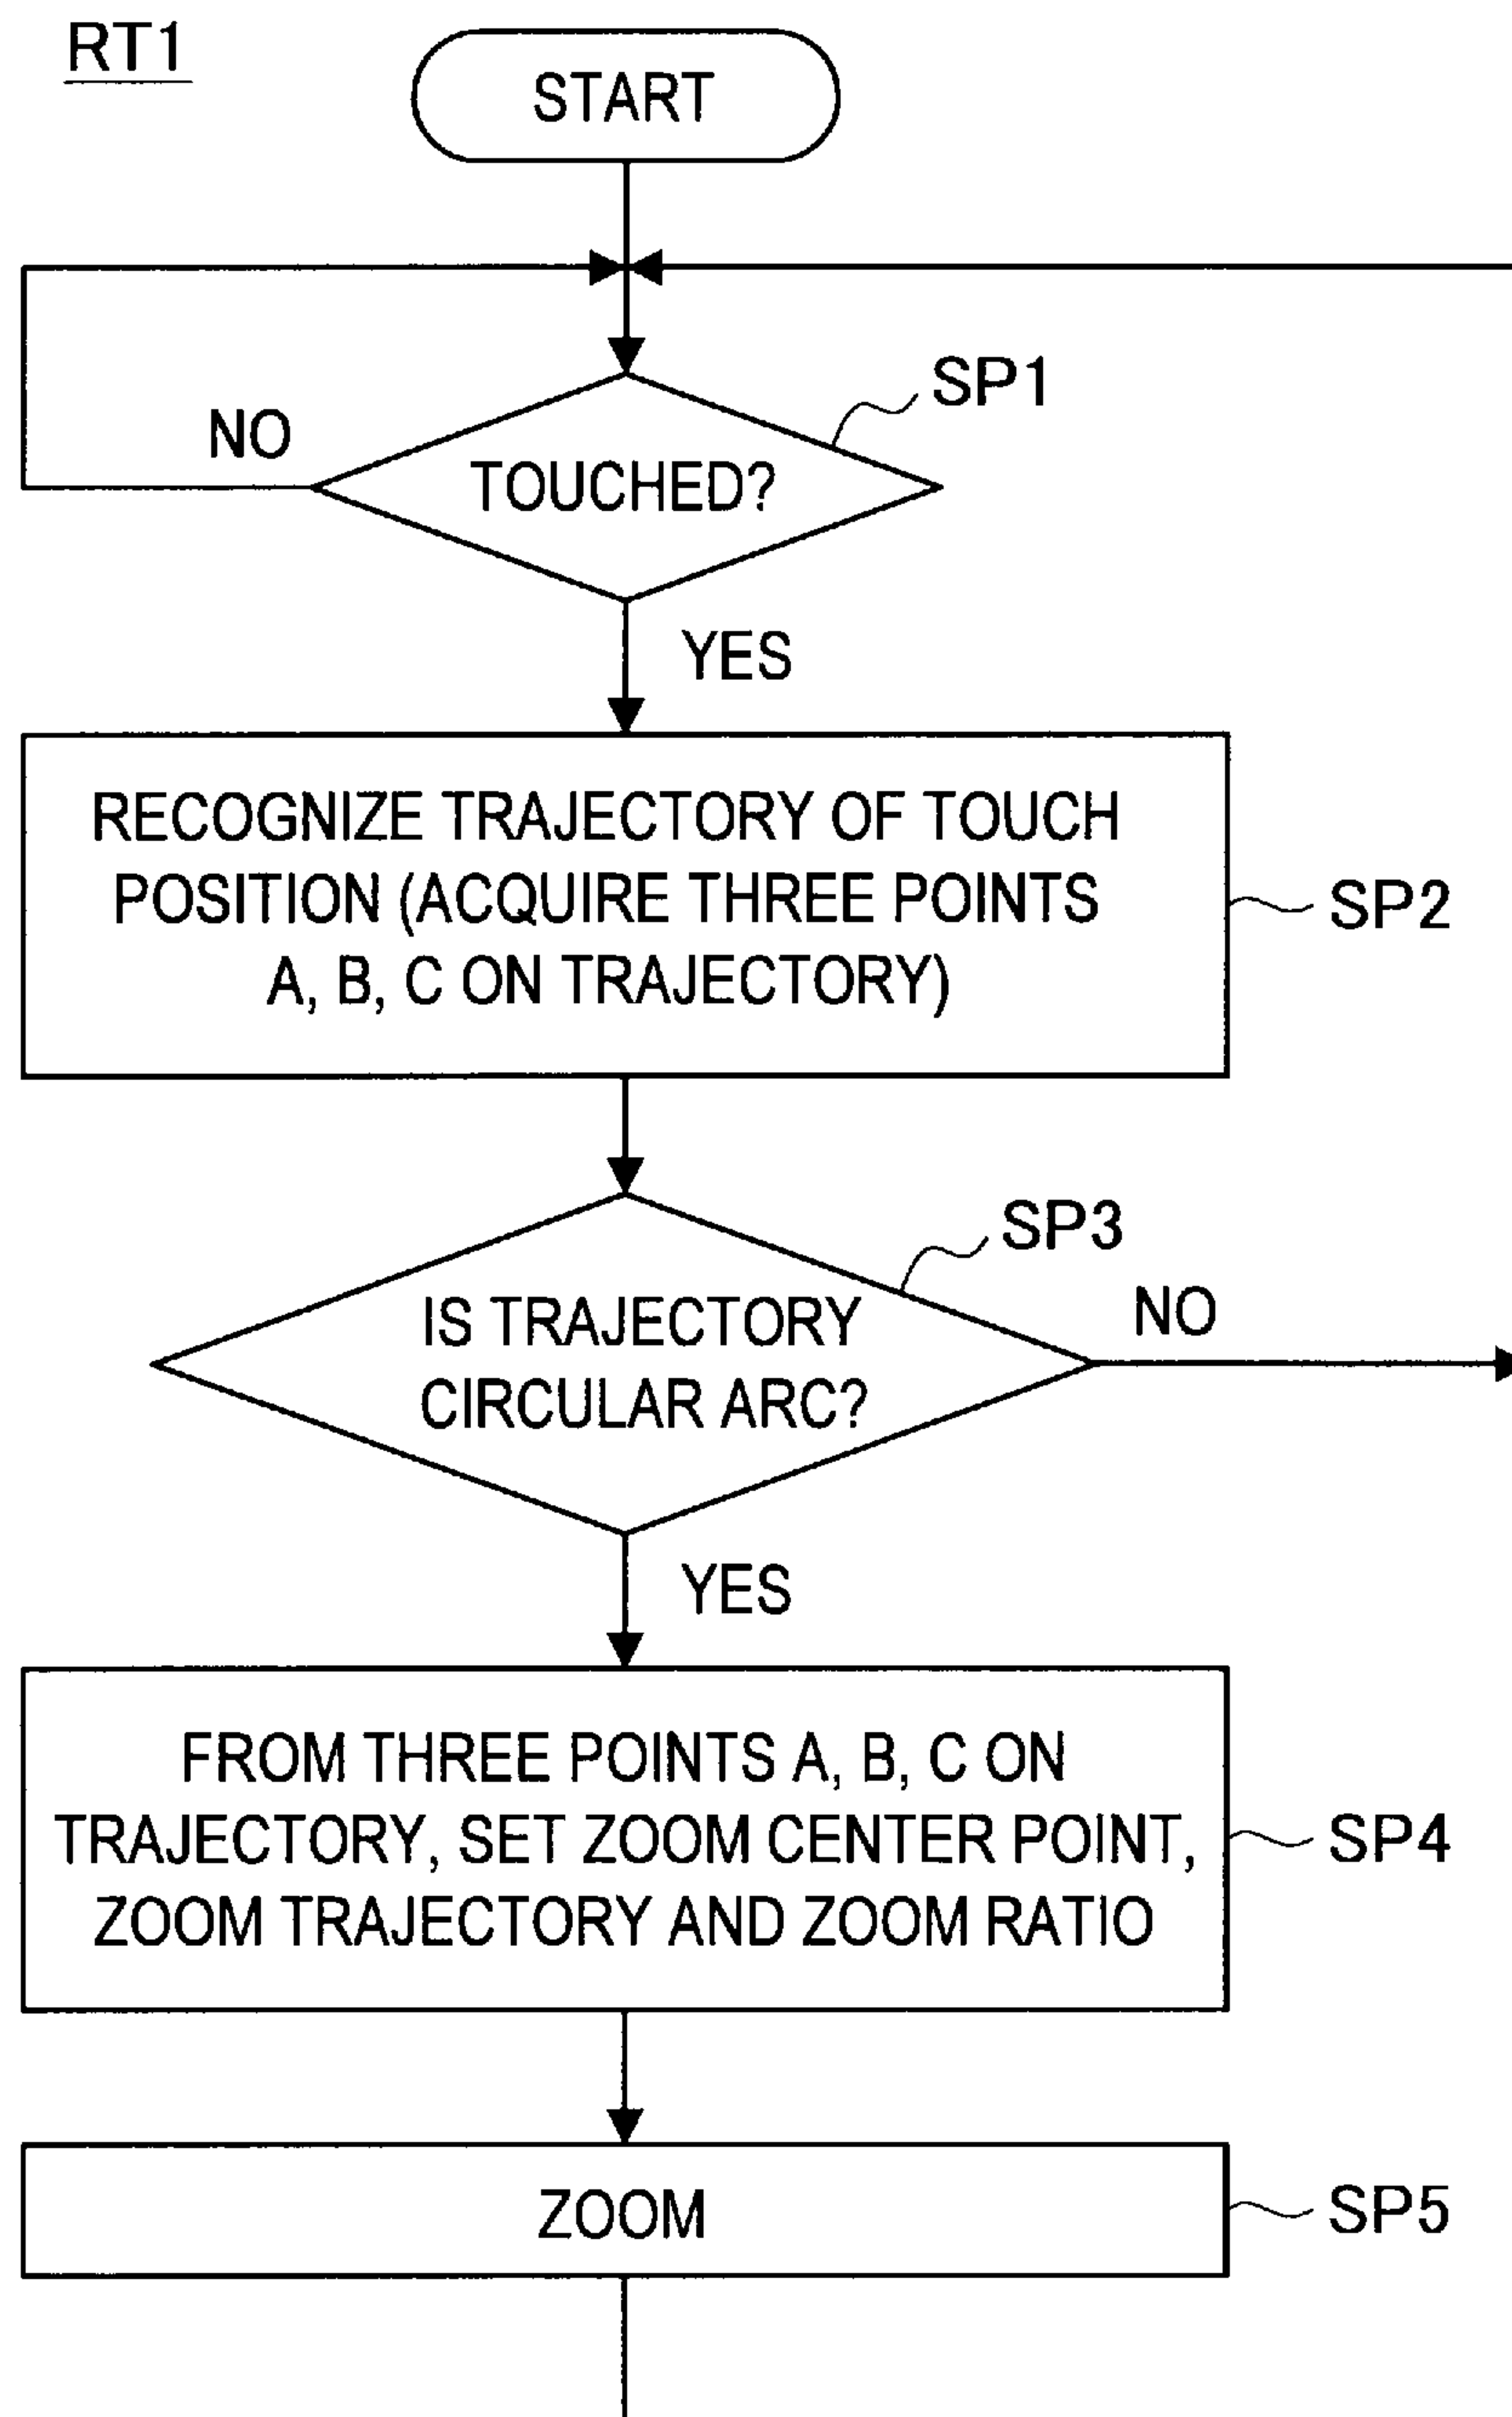 RT1
START
SP1
NO
TOUCHED?
YES
RECOGNIZE TRAJECTORY OF TOUCH
POSITION (ACQUIRE THREE POINTS
A, B, C ON TRAJECTORY)
SP2
SP3
NO
IS TRAJECTORY
CIRCULAR ARC?
YES
FROM THREE POINTS A, B, C ON
TRAJECTORY, SET ZOOM CENTER POINT,
ZOOM TRAJECTORY AND ZOOM RATIO
SP4
ZOOM
SP5